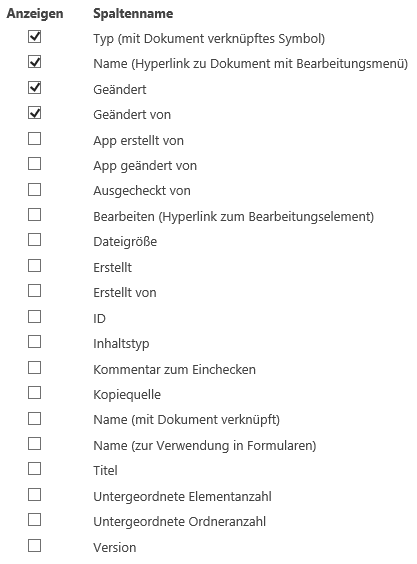 Anzeigen Spaltenname
Typ (mit Dokument verknüpftes Symbol)
Name (Hyperlink zu Dokument mit Bearbeitungsmenü)
Geändert
Geändert von
App erstellt von
App geändert von
Ausgecheckt von
Bearbeiten (Hyperlink zum Bearbeitungselement)
Dateigröße
Erstellt
Erstellt von
ID
Inhaltstyp
Kommentar zum Einchecken
Kopiequelle
Name (mit Dokument verknüpft)
Name (zur Verwendung in Formularen)
Titel
Untergeordnete Elementanzahl
Untergeordnete Ordneranzahl
Version